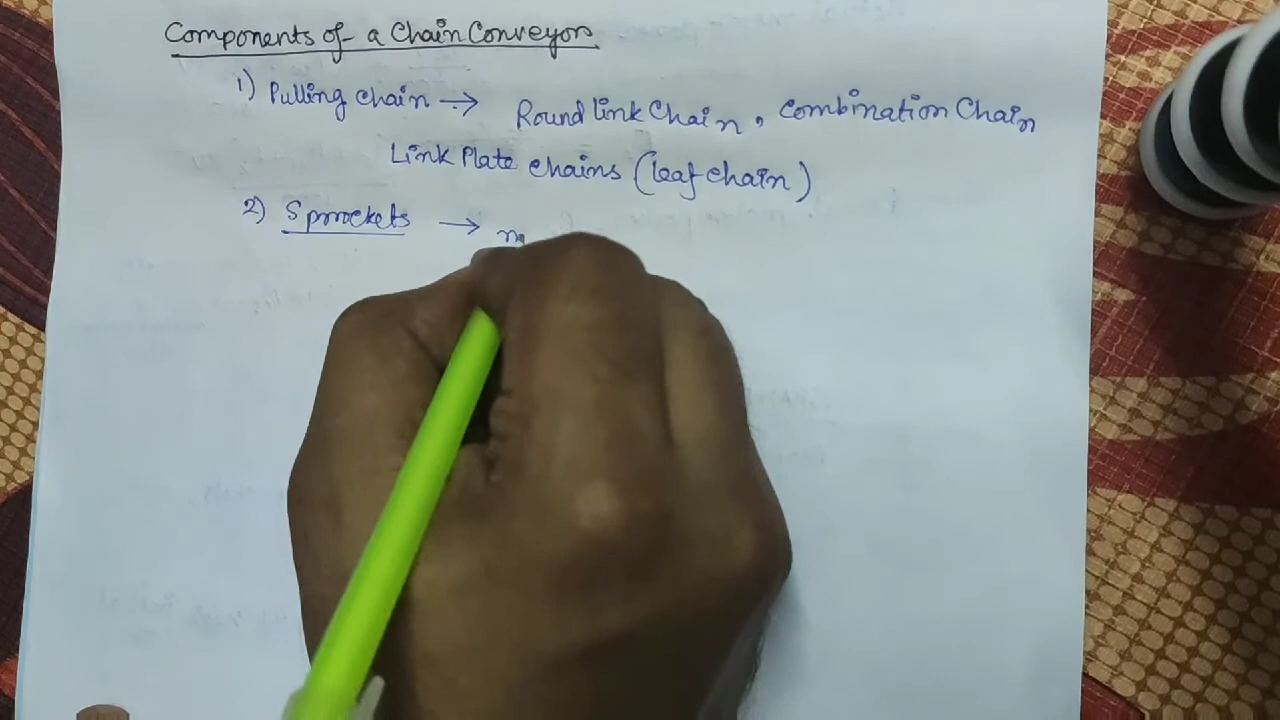 Components of a Chain Conveyor
1) Pulling chain → Round link Chain, Combination Chain
Link Plate chains (leaf chain)
2) Sprockets →